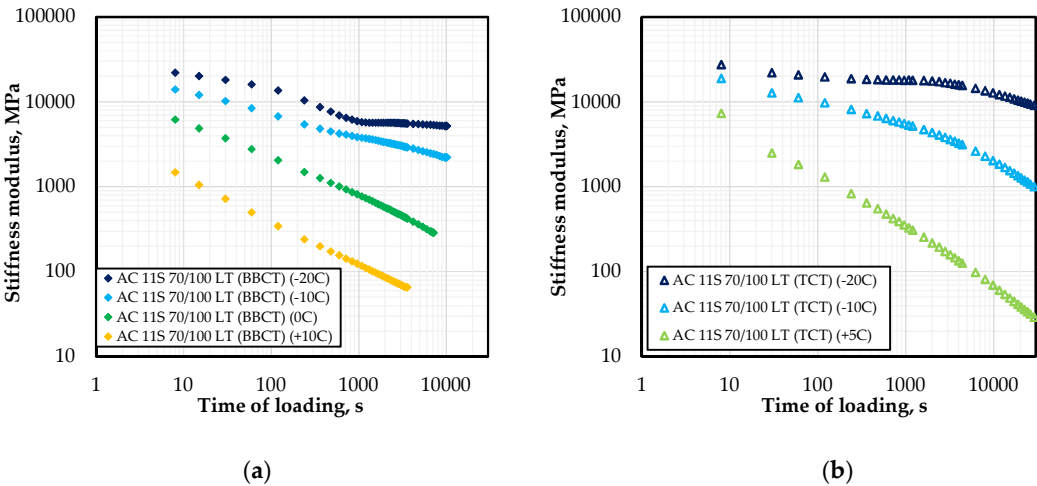 100000
10000
1000
100
10
Stiffness modulus, MPa
AC 11S 70/100 LT (BBCT) (-20C)
AC 11S 70/100 LT (BBCT) (-10C)
AC 11S 70/100 LT (BBCT) (0C)
AC 11S 70/100 LT (BBCT) (+10C)
1 10 100 1000 10000
Time of loading, s
(a)
100000
10000
1000
100
10
Stiffness modulus, MPa
AC 11S 70/100 LT (TCT) (-20C)
AC 11S 70/100 LT (TCT) (-10C)
AC 11S 70/100 LT (TCT) (+5C)
1 10 100 1000 10000
Time of loading, s
(b)